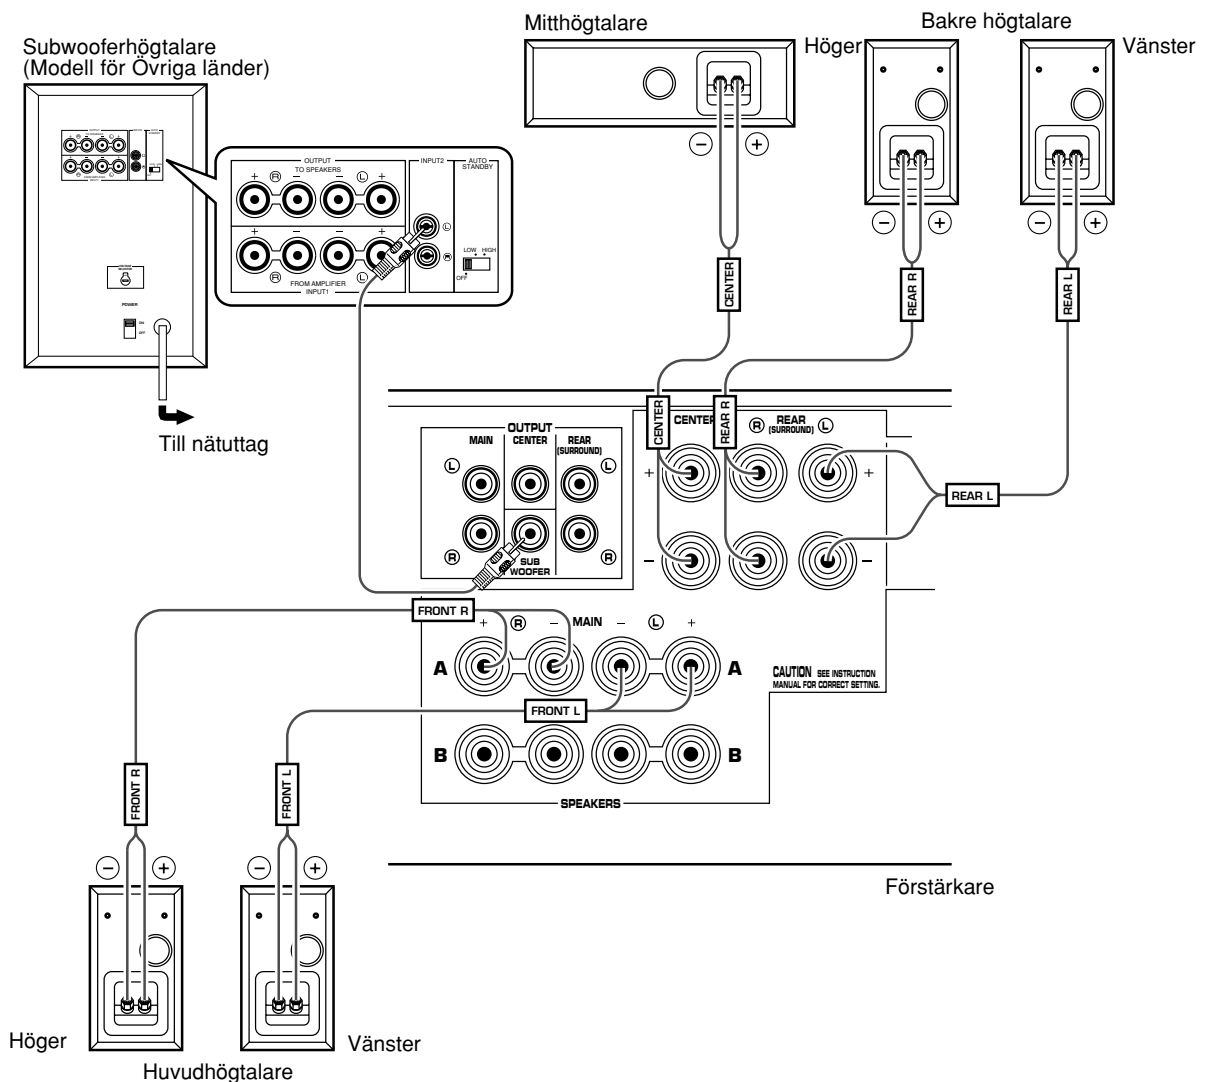 Mitthögtalare
Bakre högtalare
Höger
Vänster
Subwooferhögtalare
(Modell för Övriga länder)
OUTPUT
TO SPEAKERS
INPUT2
AUTO
STANDBY
+ R − − L +
L
+ − − +
R
LOW HIGH
OFF
R L
FROM AMPLIFIER
INPUT1
− +
− +
− +
CENTER
REAR R
REAR L
POWER
ON
OFF
Till nätuttag
CENTER
REAR R
OUTPUT
MAIN
CENTER
REAR
(SURROUND)
L L
R R
SUB
WOOFER
CENTER
R REAR L
(SURROUND)
+ +
− −
REAR L
FRONT R
+ R − MAIN − L +
A A
CAUTION SEE INSTRUCTION
MANUAL FOR CORRECT SETTING.
FRONT L
B B
SPEAKERS
FRONT R
FRONT L
− +
− +
Förstärkare
Höger
Vänster
Huvudhögtalare